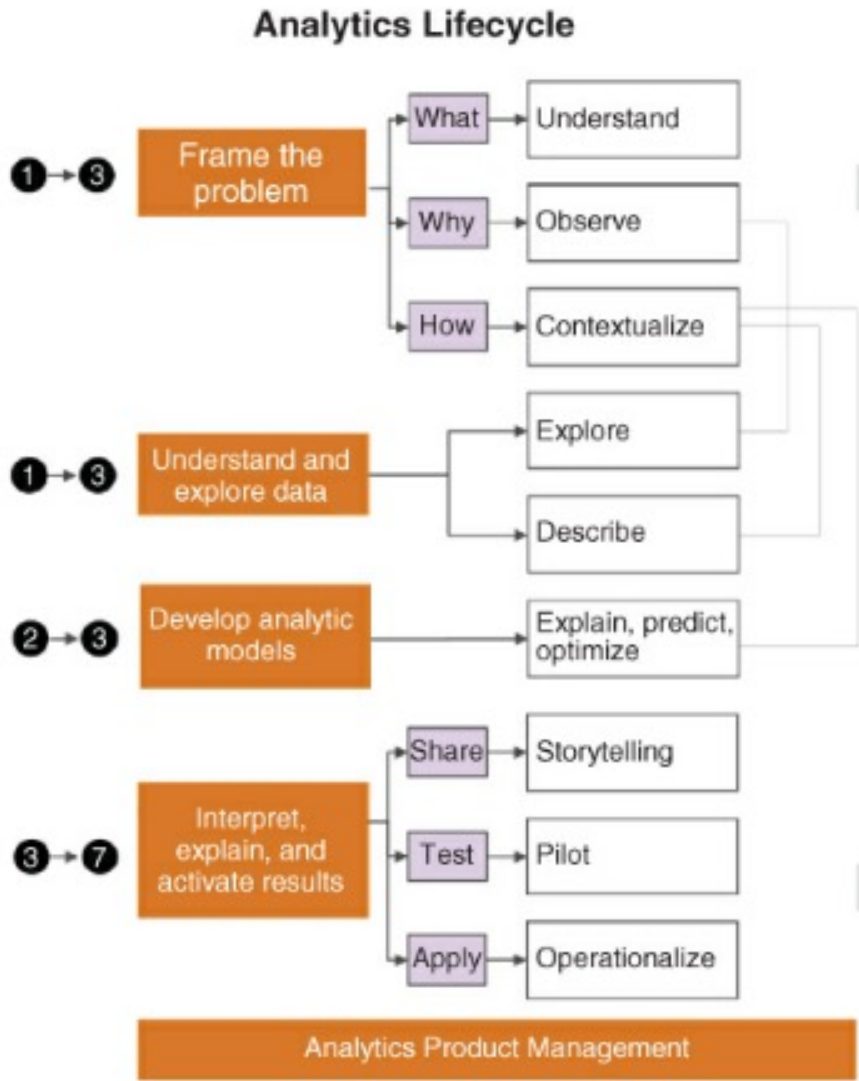 Analytics Lifecycle
1 3
Frame the
problem
What
Understand
Why
Observe
How
Contextualize
1 3
Understand and
explore data
Explore
Describe
2 3
Develop analytic
models
Explain, predict,
optimize
3 7
Interpret,
explain, and
activate results
Share
Storytelling
Test
Pilot
Apply
Operationalize
Analytics Product Management